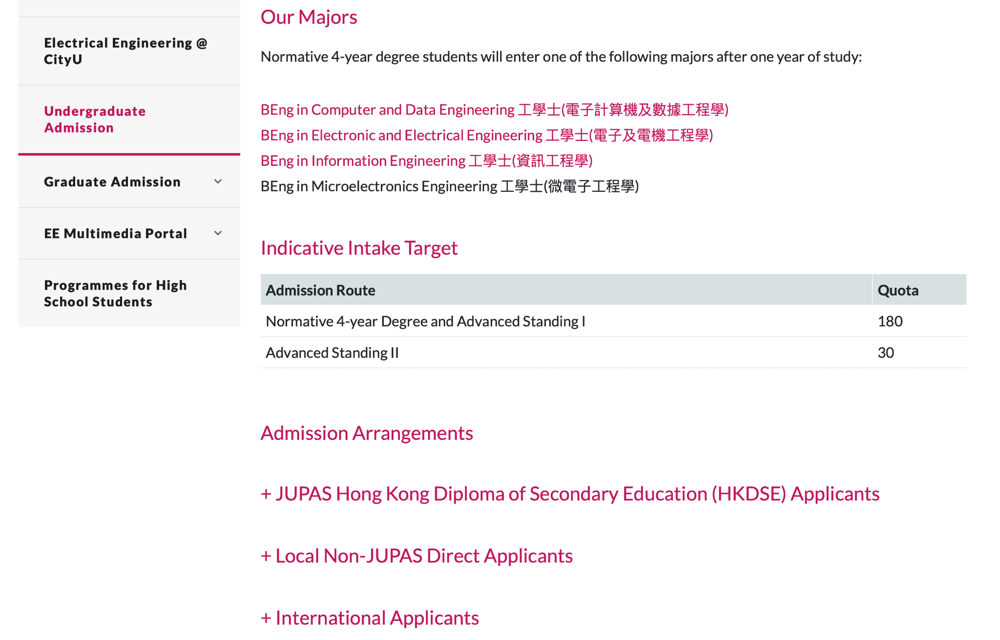 Electrical Engineering @
CityU
Undergraduate
Admission
Graduate Admission
EE Multimedia Portal
Programmes for High
School Students
Our Majors
Normative 4-year degree students will enter one of the following majors after one year of study:
BEng in Computer and Data Engineering 工學士(電子計算機及數據工程學)
BEng in Electronic and Electrical Engineering 工學士(電子及電機工程學)
BEng in Information Engineering 工學士(資訊工程學)
BEng in Microelectronics Engineering 工學士(微電子工程學)
Indicative Intake Target
Admission Route Quota
Normative 4-year Degree and Advanced Standing I 180
Advanced Standing II 30
Admission Arrangements
+ JUPAS Hong Kong Diploma of Secondary Education (HKDSE) Applicants
+ Local Non-JUPAS Direct Applicants
+ International Applicants